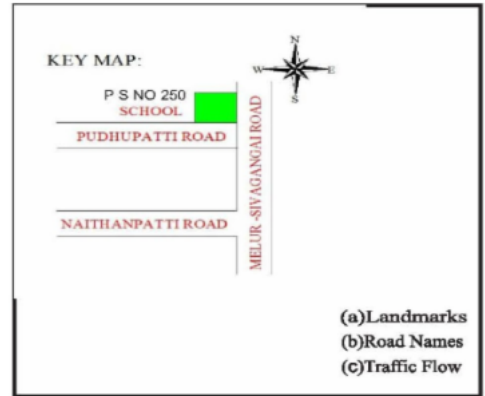 N
KEY MAP:
W E
S
P S NO 250
SCHOOL
PUDHUPATTI ROAD
MELUR -SIVAGANGAI ROAD
NAITHANPATTI ROAD
(a)Landmarks
(b)Road Names
(c)Traffic Flow